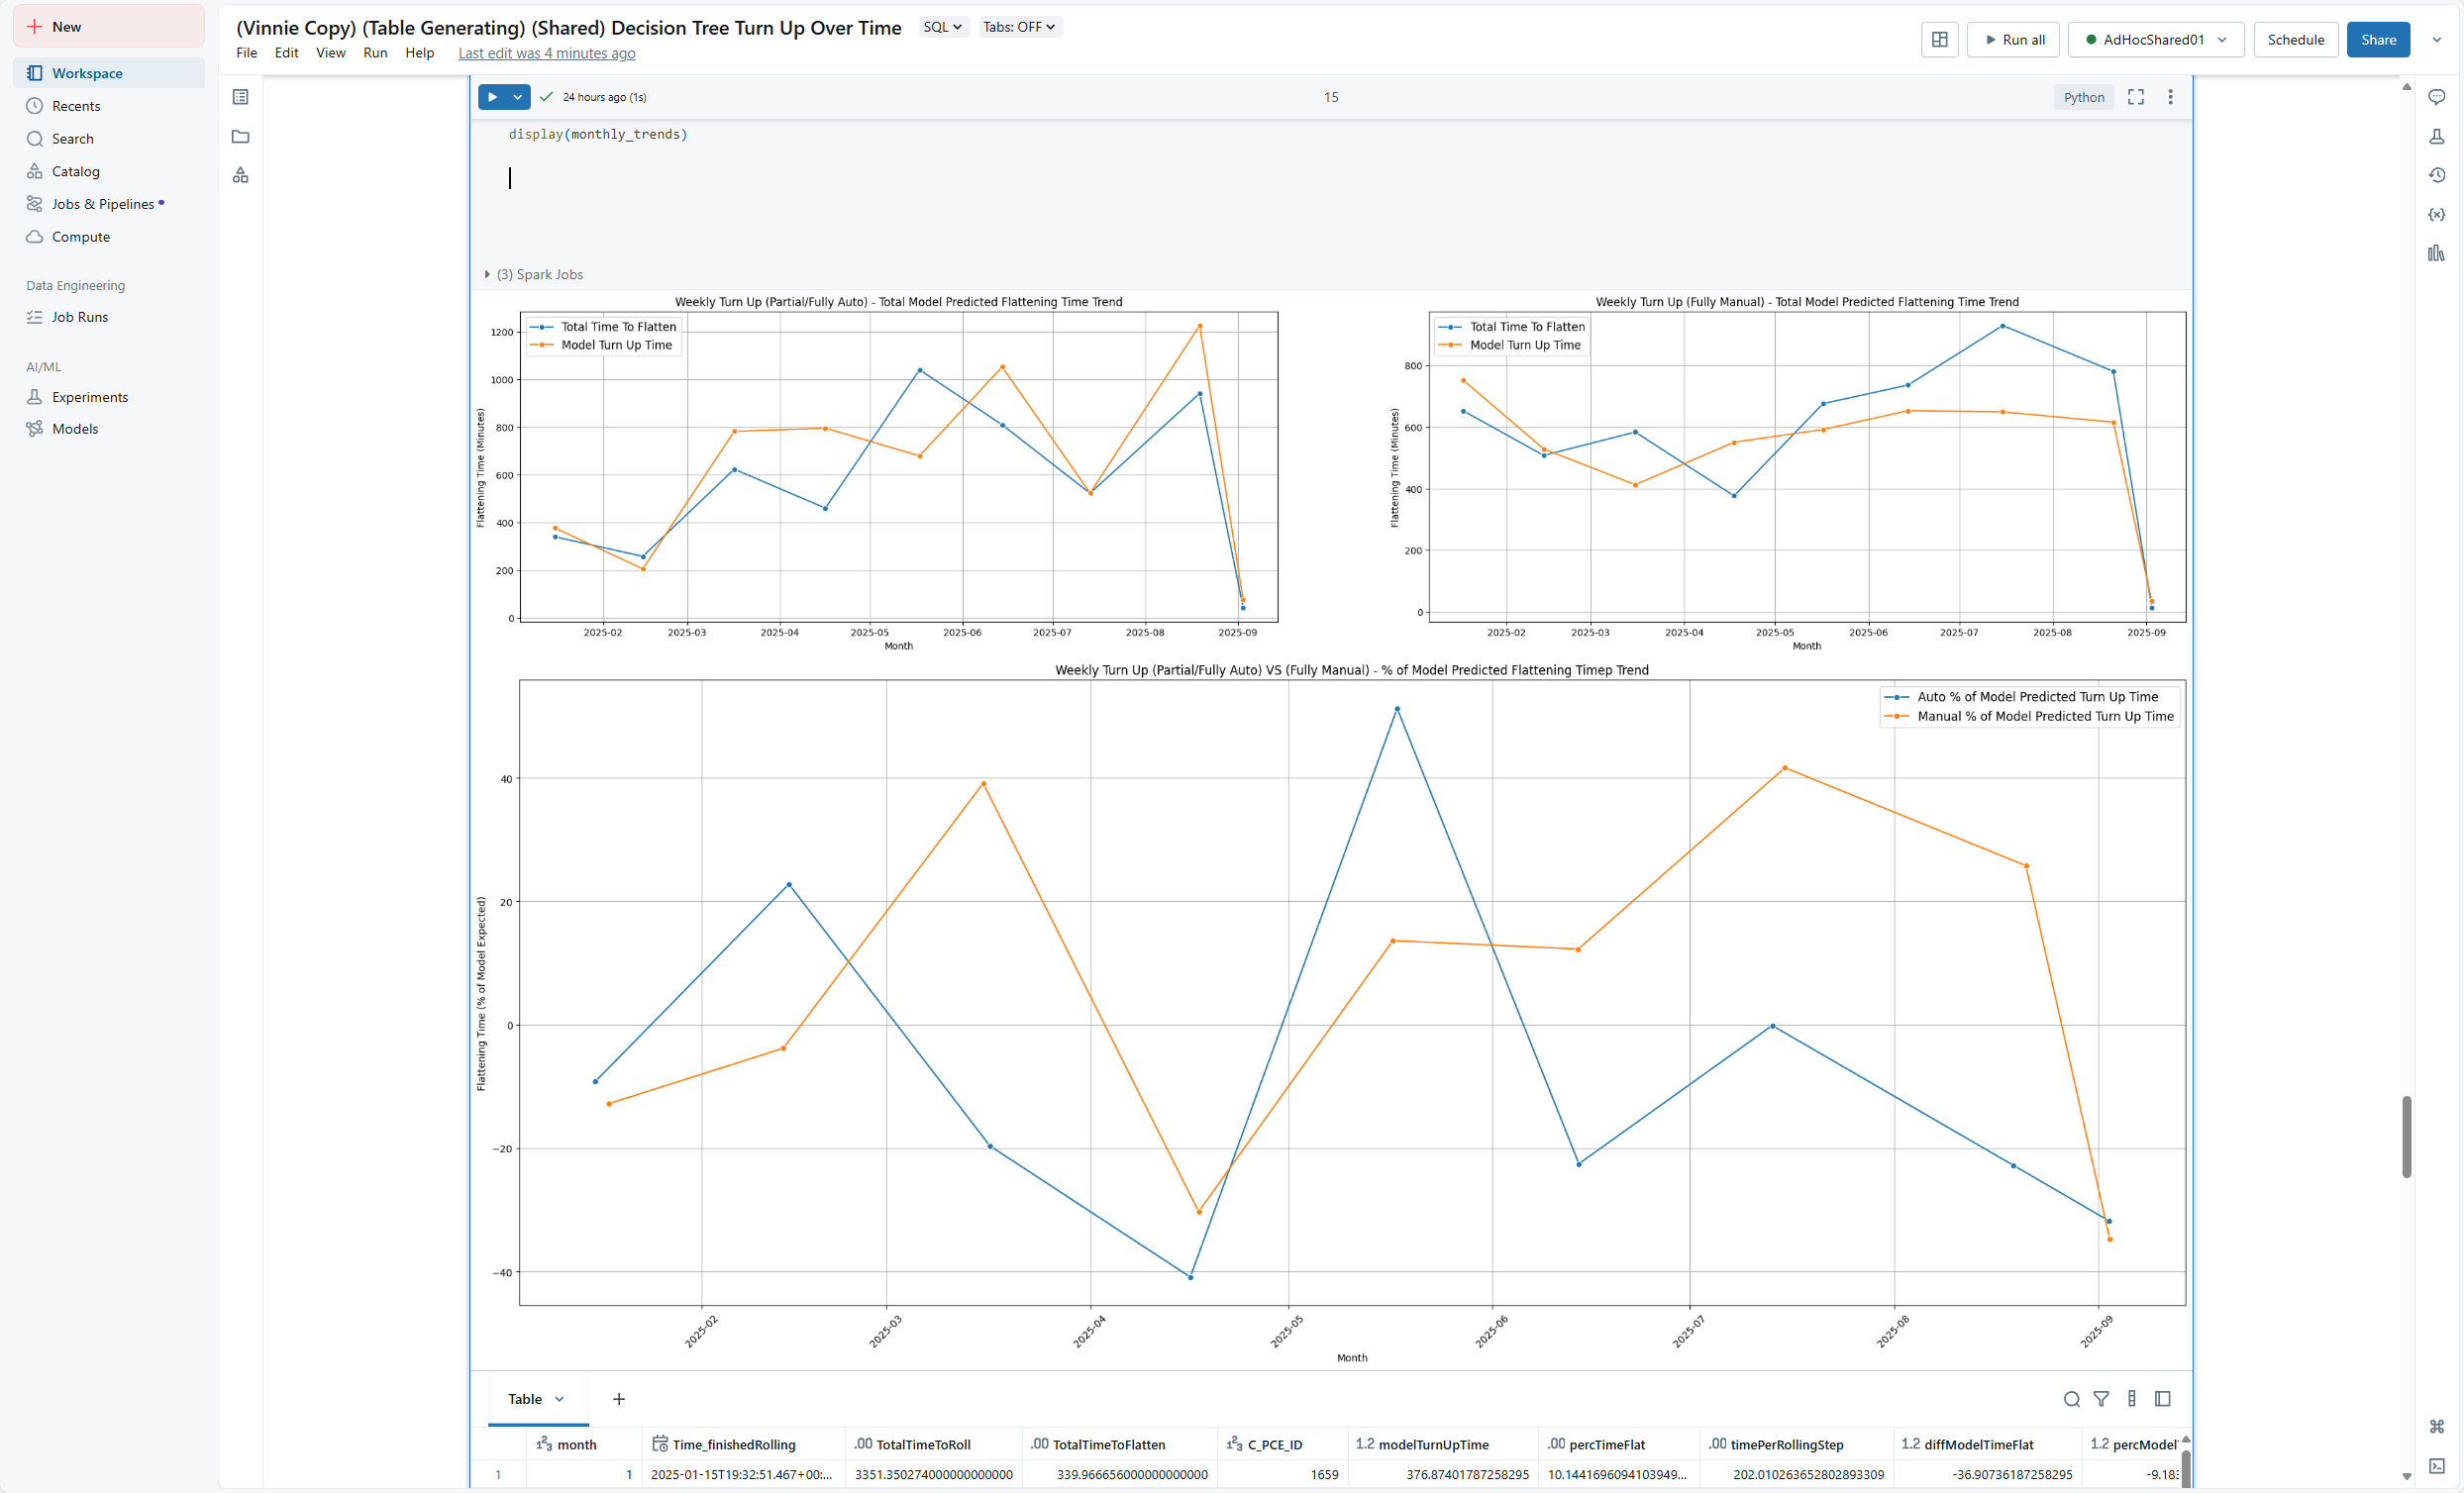 New
Workspace
Recents
Search
Catalog
Jobs & Pipelines
Compute
Data Engineering
Job Runs
AI/ML
Experiments
Models
(Vinnie Copy) (Table Generating) (Shared) Decision Tree Turn Up Over Time
SQL
Tabs: OFF
File Edit View Run Help Last edit was 4 minutes ago
Run all
AdHocShared01
Schedule
Share
24 hours ago (1s)
15
Python
display(monthly_trends)
(3) Spark Jobs
Weekly Turn Up (Partial/Fully Auto) - Total Model Predicted Flattening Time Trend
Total Time To Flatten
Model Turn Up Time
Flattening Time (Minutes)
1200
1000
800
600
400
200
0
2025-02 2025-03 2025-04 2025-05 2025-06 2025-07 2025-08 2025-09
Month
Weekly Turn Up (Fully Manual) - Total Model Predicted Flattening Time Trend
Total Time To Flatten
Model Turn Up Time
Flattening Time (Minutes)
800
600
400
200
0
2025-02 2025-03 2025-04 2025-05 2025-06 2025-07 2025-08 2025-09
Month
Weekly Turn Up (Partial/Fully Auto) VS (Fully Manual) - % of Model Predicted Flattening Timep Trend
Auto % of Model Predicted Turn Up Time
Manual % of Model Predicted Turn Up Time
Flattening Time (% of Model Expected)
40
20
0
−20
−40
2025-02 2025-03 2025-04 2025-05 2025-06 2025-07 2025-08 2025-09
Month
Table
month Time_finishedRolling .00 TotalTimeToRoll .00 TotalTimeToFlatten C_PCE_ID 1.2 modelTurnUpTime .00 percTimeFlat .00 timePerRollingStep 1.2 diffModelTimeFlat 1.2 percModel
1 1 2025-01-15T19:32:51.467+00:... 3351.350274000000000000 339.966656000000000000 1659 376.87401787258295 10.1441696094103949... 202.010263652802893309 -36.90736187258295 -9.18